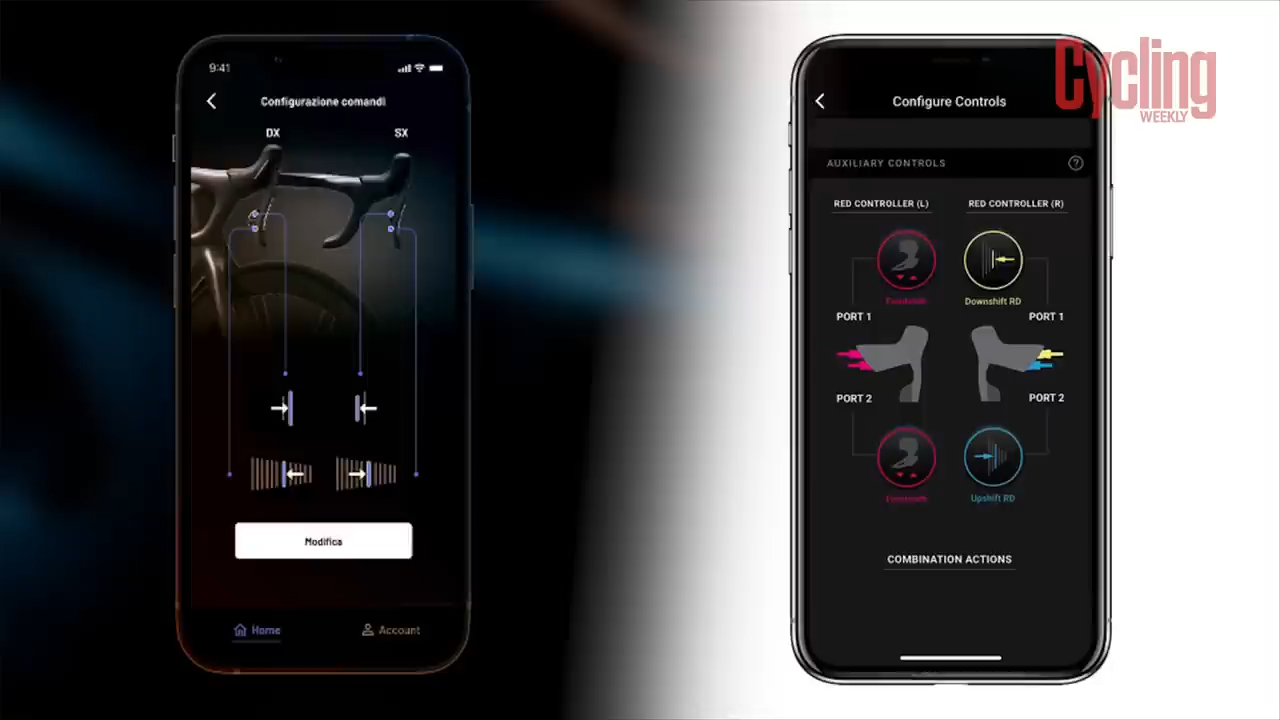 9:41
Configurazione comandi
DX SX
Modifica
Home Account
Cycling
WEEKLY
Configure Controls
AUXILIARY CONTROLS ?
RED CONTROLLER (L) RED CONTROLLER (R)
Downshift RD
PORT 1 PORT 1
PORT 2 PORT 2
Upshift RD
COMBINATION ACTIONS